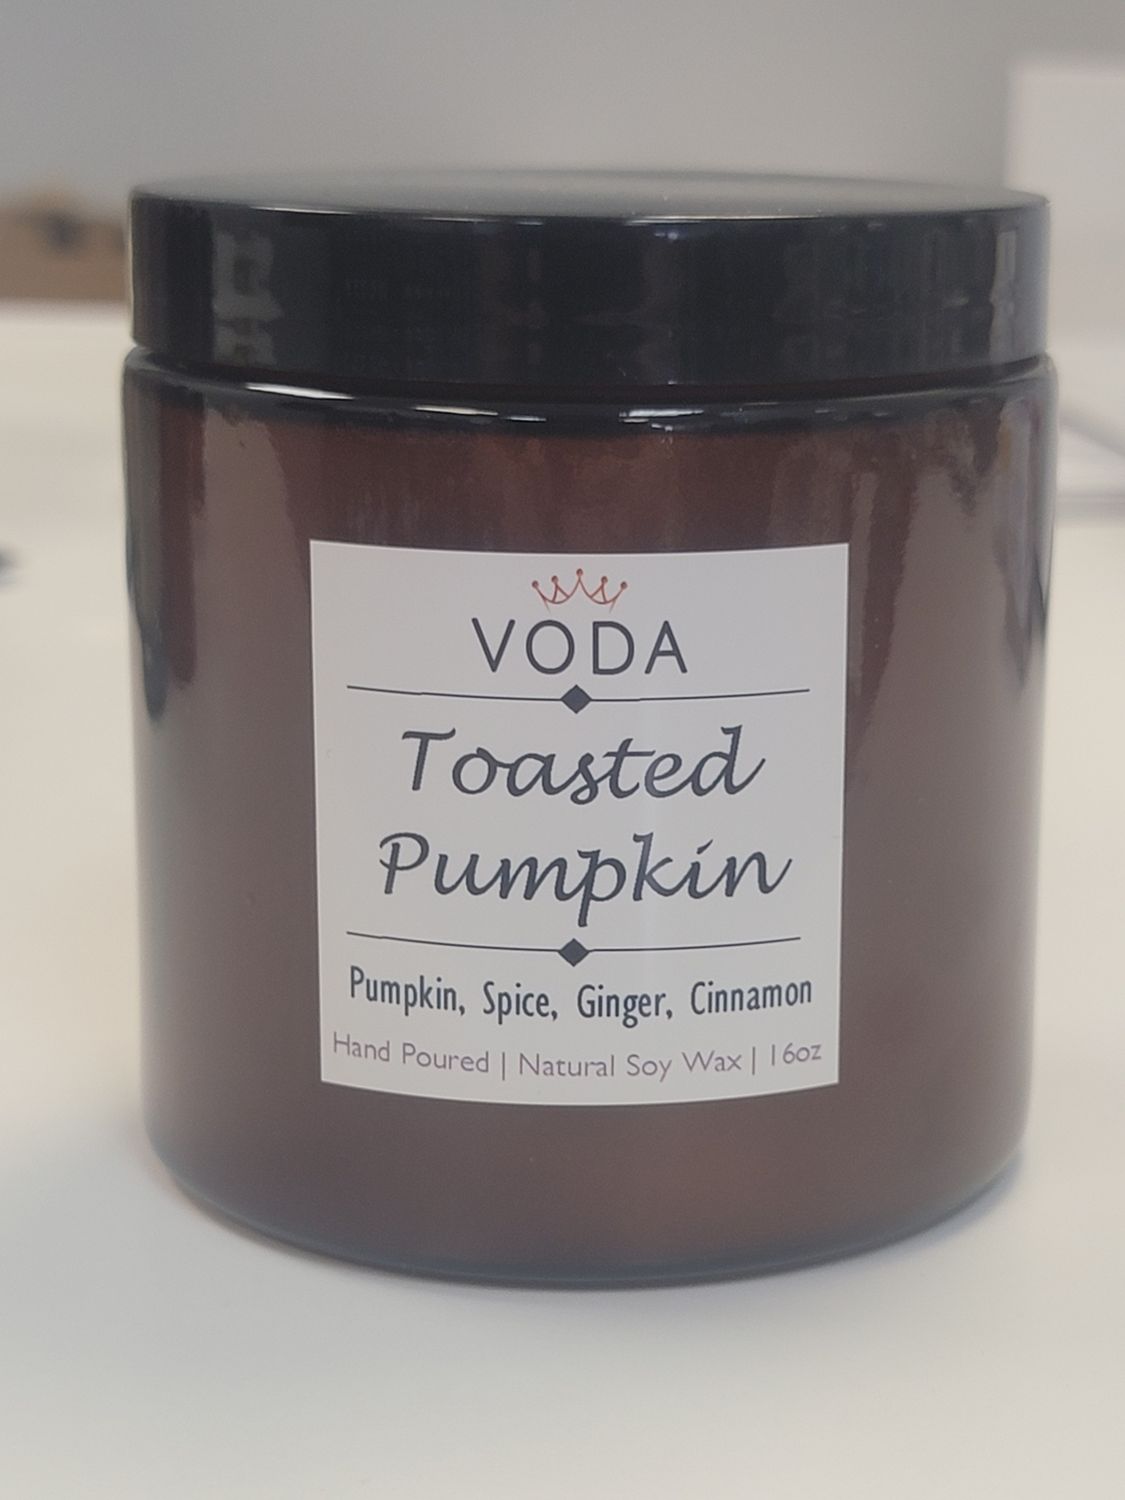 VODA
Toasted
Pumpkin
Pumpkin, Spice, Ginger, Cinnamon
Hand Poured | Natural Soy Wax | 16oz